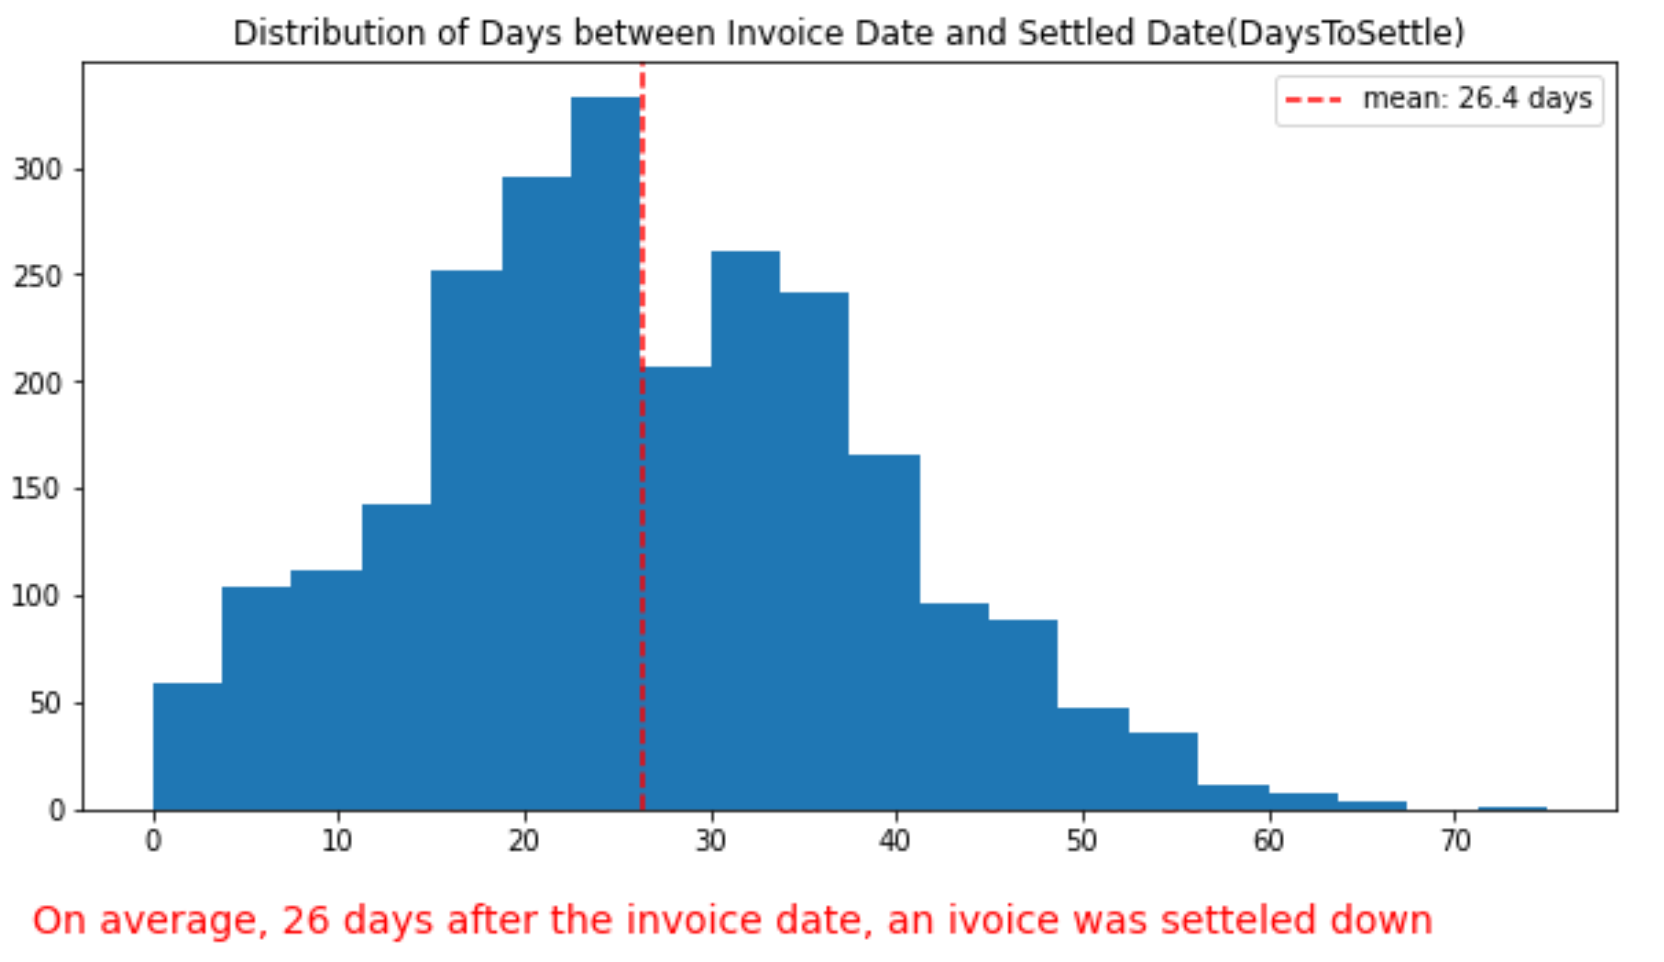 Distribution of Days between Invoice Date and Settled Date(DaysToSettle)
mean: 26.4 days
300
250
200
150
100
50
0
0 10 20 30 40 50 60 70
On average, 26 days after the invoice date, an ivoice was setteled down